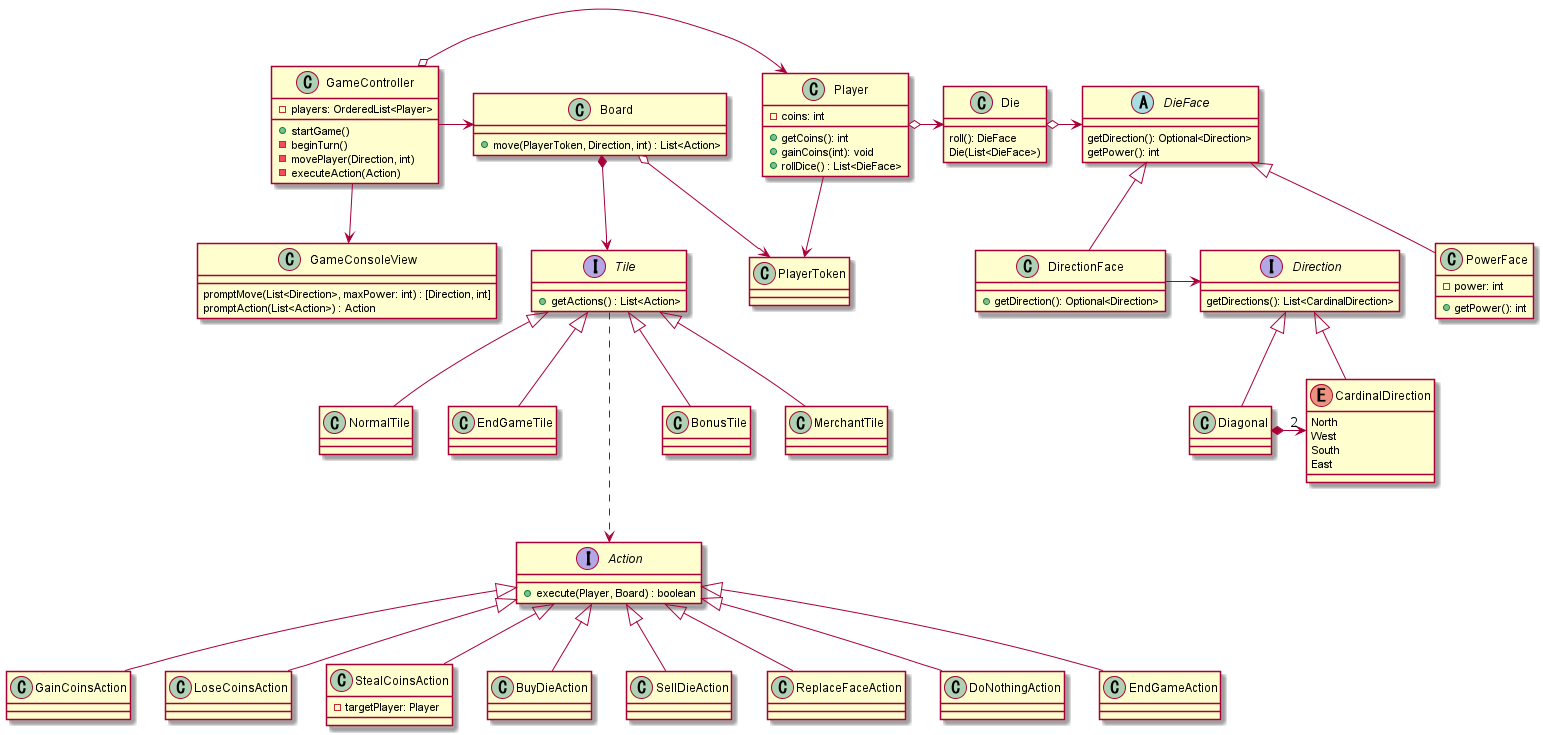 C GameController
players: OrderedList<Player>
startGame()
beginTurn()
movePlayer(Direction, int)
executeAction(Action)
C Board
move(PlayerToken, Direction, int) : List<Action>
C Player
coins: int
getCoins(): int
gainCoins(int): void
rollDice() : List<DieFace>
C Die
roll(): DieFace
Die(List<DieFace>)
A DieFace
getDirection(): Optional<Direction>
getPower(): int
C GameConsoleView
promptMove(List<Direction>, maxPower: int) : [Direction, int]
promptAction(List<Action>) : Action
I Tile
getActions() : List<Action>
C PlayerToken
C DirectionFace
getDirection(): Optional<Direction>
I Direction
getDirections(): List<CardinalDirection>
C PowerFace
power: int
getPower(): int
C NormalTile
C EndGameTile
C BonusTile
C MerchantTile
C Diagonal
2
E CardinalDirection
North
West
South
East
I Action
execute(Player, Board) : boolean
C GainCoinsAction
C LoseCoinsAction
C StealCoinsAction
targetPlayer: Player
C BuyDieAction
C SellDieAction
C ReplaceFaceAction
C DoNothingAction
C EndGameAction